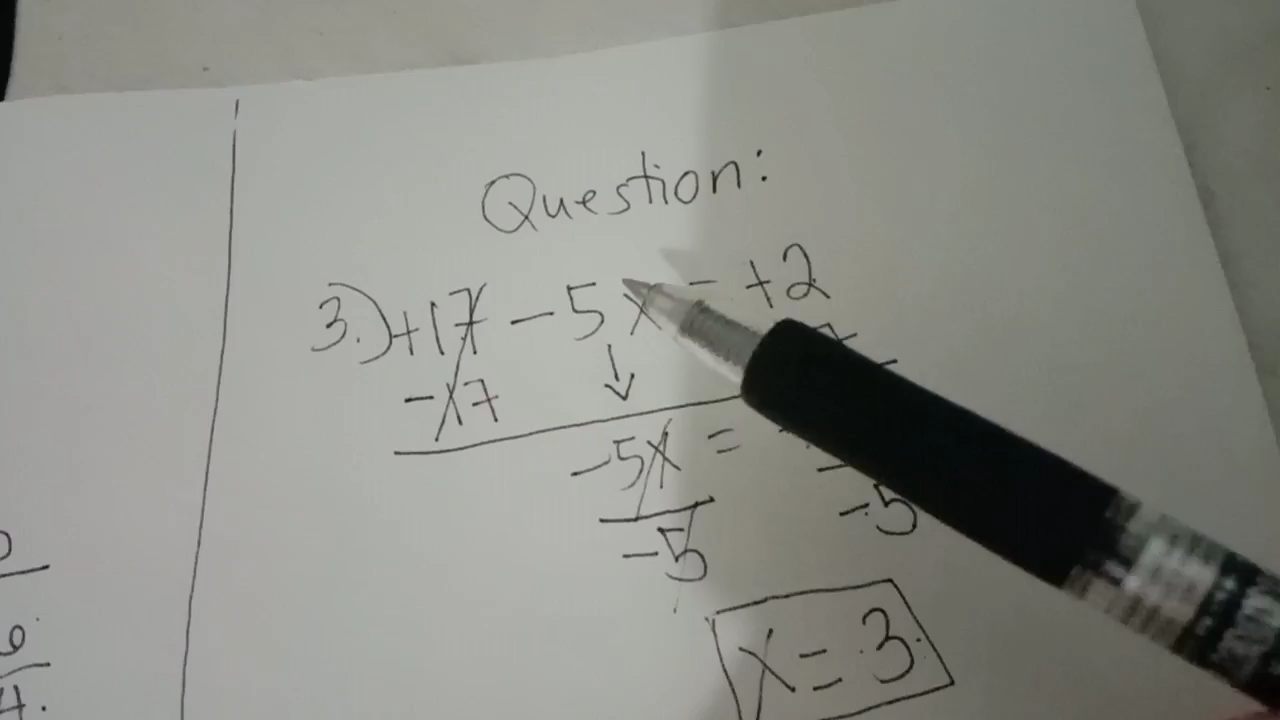 Question:
3.) +17 - 5x = +2
-17
-5x =
-5 -5
x = 3